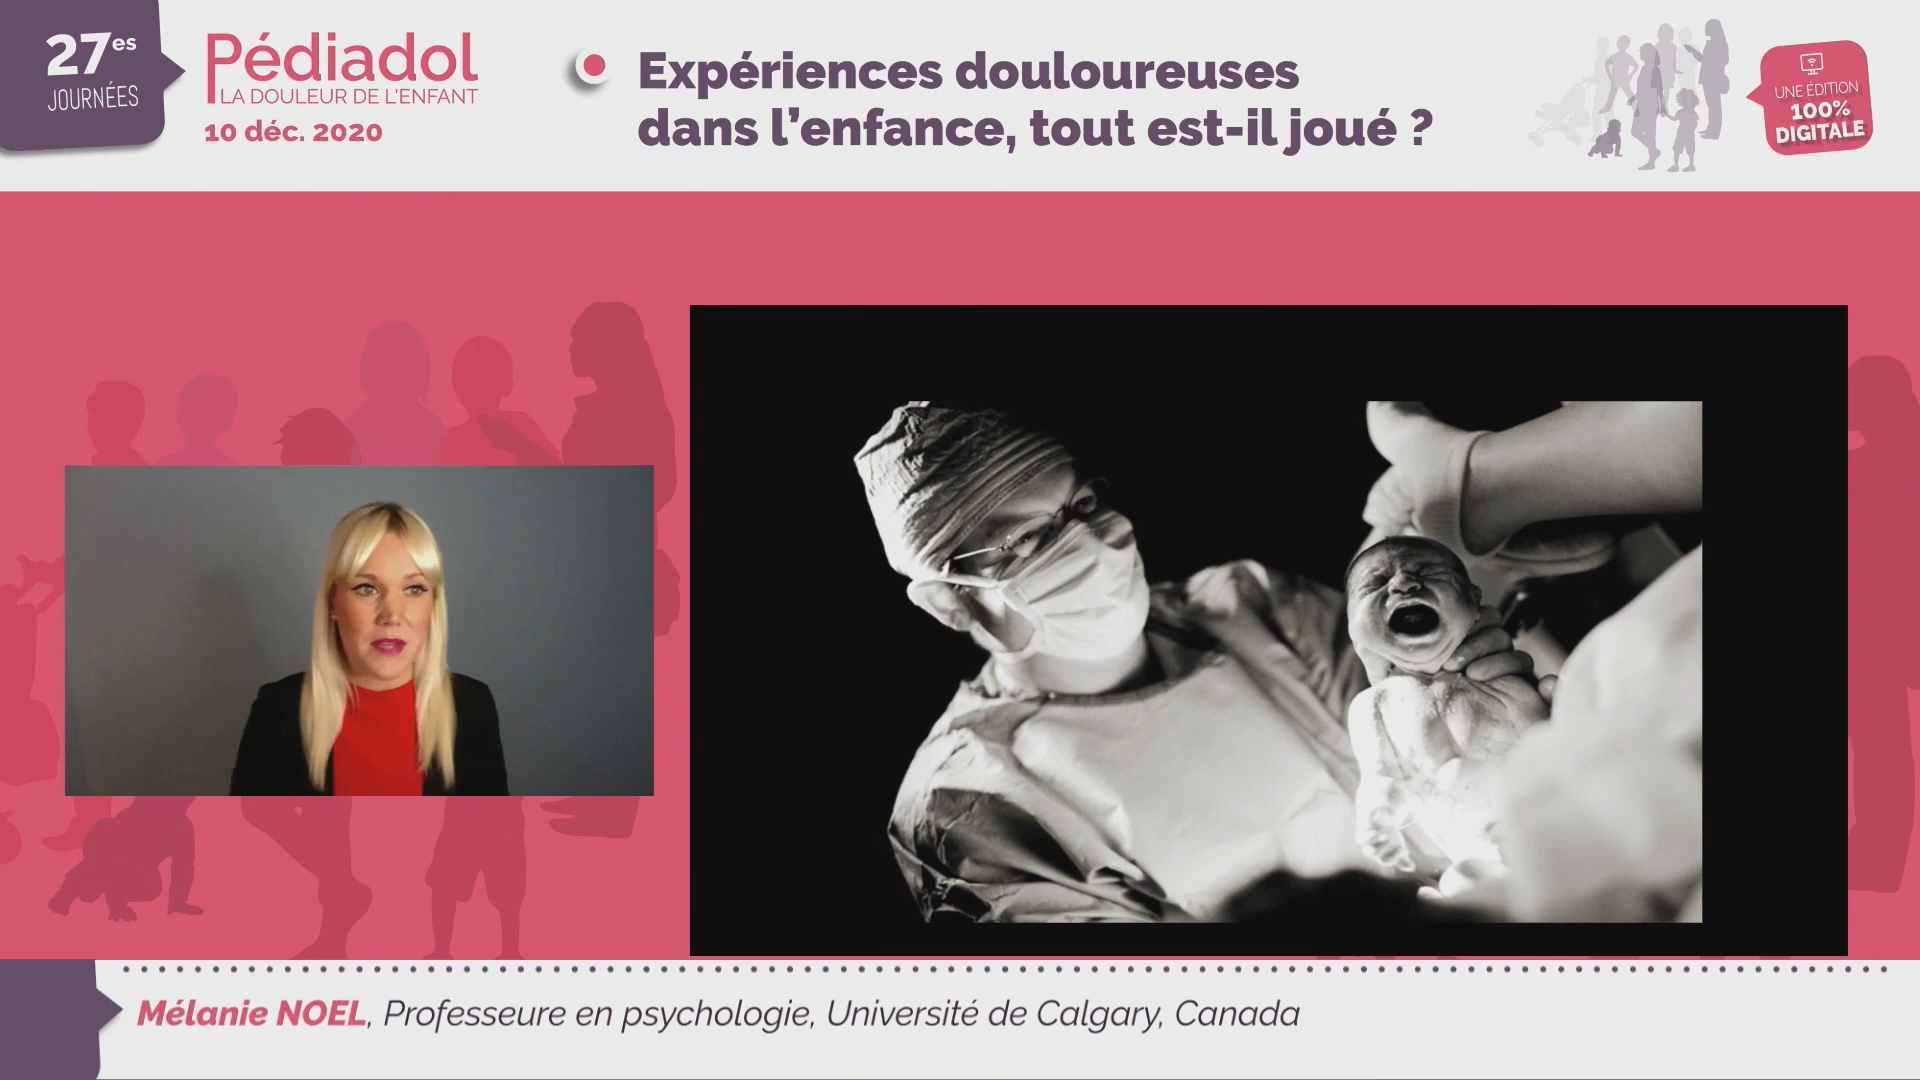 27es
JOURNÉES
Pédiadol
LA DOULEUR DE L'ENFANT
10 déc. 2020
Expériences douloureuses
dans l'enfance, tout est-il joué ?
UNE ÉDITION
100%
DIGITALE
Mélanie NOEL, Professeure en psychologie, Université de Calgary, Canada